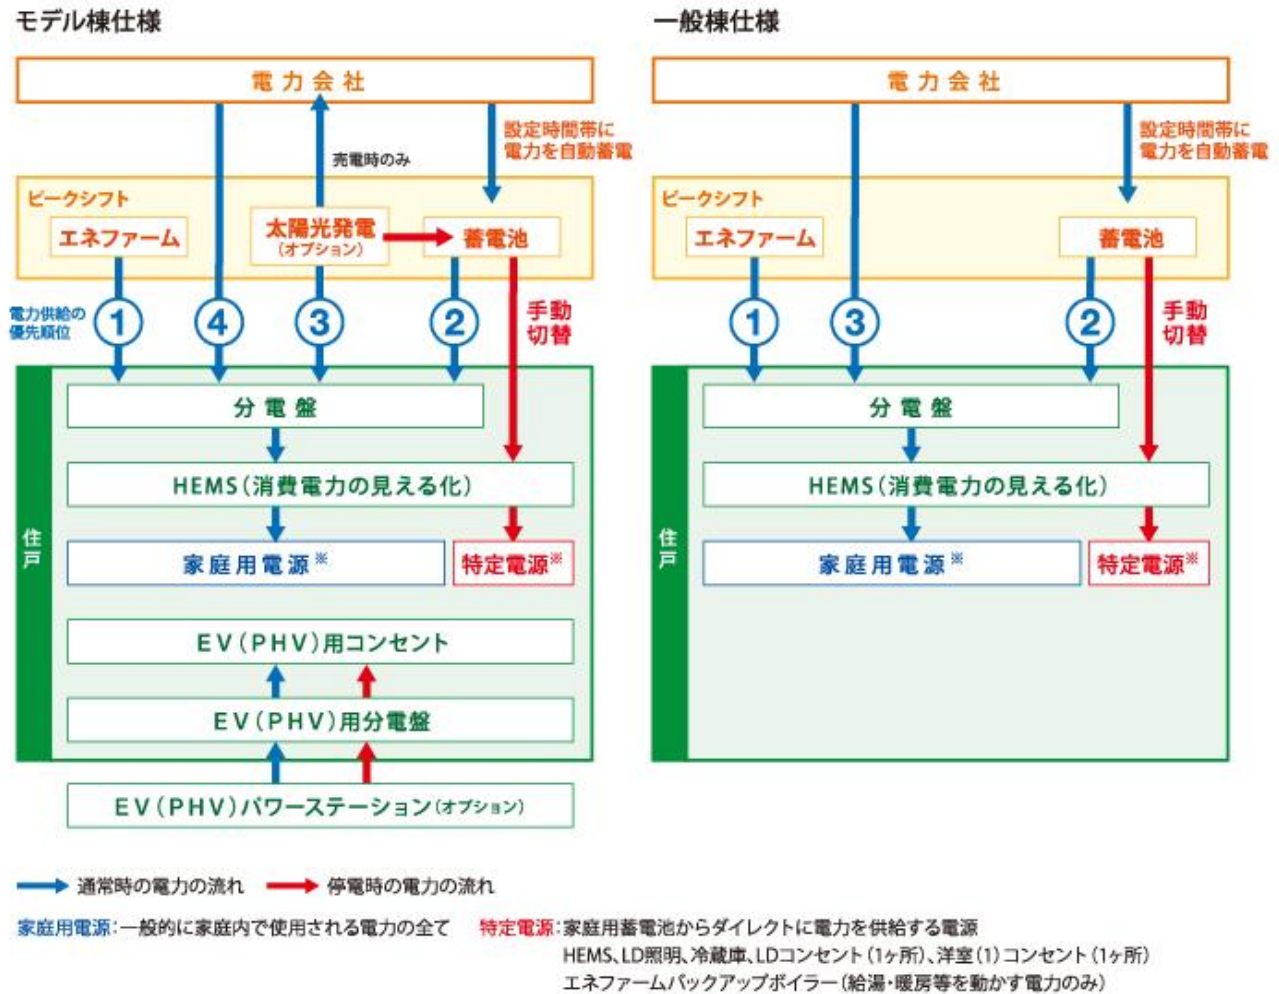 モデル棟仕様
電力会社
設定時間帯に
電力を自動蓄電
売電時のみ
ピークシフト
エネファーム
太陽光発電
(オプション)
蓄電池
電力供給の
優先順位
1
4
3
2
手動
切替
住戸
分電盤
HEMS(消費電力の見える化)
家庭用電源※
特定電源※
EV(PHV)用コンセント
EV(PHV)用分電盤
EV(PHV)パワーステーション(オプション)
一般棟仕様
電力会社
設定時間帯に
電力を自動蓄電
ピークシフト
エネファーム
蓄電池
1
3
2
手動
切替
住戸
分電盤
HEMS(消費電力の見える化)
家庭用電源※
特定電源※
通常時の電力の流れ
停電時の電力の流れ
家庭用電源:一般的に家庭内で使用される電力の全て
特定電源:家庭用蓄電池からダイレクトに電力を供給する電源
HEMS、LD照明、冷蔵庫、LDコンセント(1ヶ所)、洋室(1)コンセント(1ヶ所)
エネファームバックアップボイラー(給湯・暖房等を動かす電力のみ)